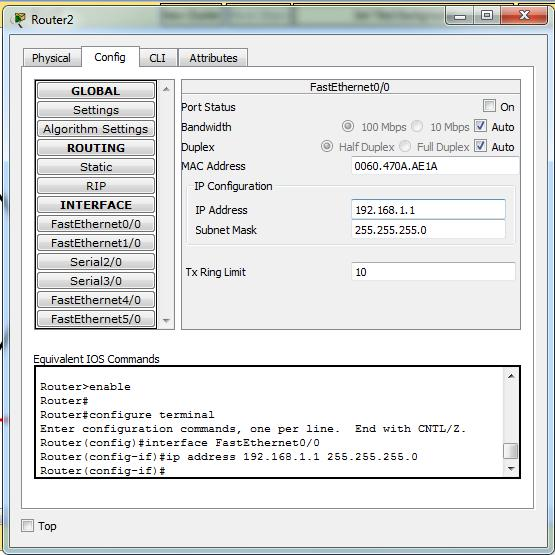 Router2
Physical Config CLI Attributes
GLOBAL
Settings
Algorithm Settings
ROUTING
Static
RIP
INTERFACE
FastEthernet0/0
FastEthernet1/0
Serial2/0
Serial3/0
FastEthernet4/0
FastEthernet5/0
FastEthernet0/0
Port Status On
Bandwidth 100 Mbps 10 Mbps Auto
Duplex Half Duplex Full Duplex Auto
MAC Address 0060.470A.AE1A
IP Configuration
IP Address 192.168.1.1
Subnet Mask 255.255.255.0
Tx Ring Limit 10
Equivalent IOS Commands
Router>enable
Router#
Router#configure terminal
Enter configuration commands, one per line.  End with CNTL/Z.
Router(config)#interface FastEthernet0/0
Router(config-if)#ip address 192.168.1.1 255.255.255.0
Router(config-if)#
Top